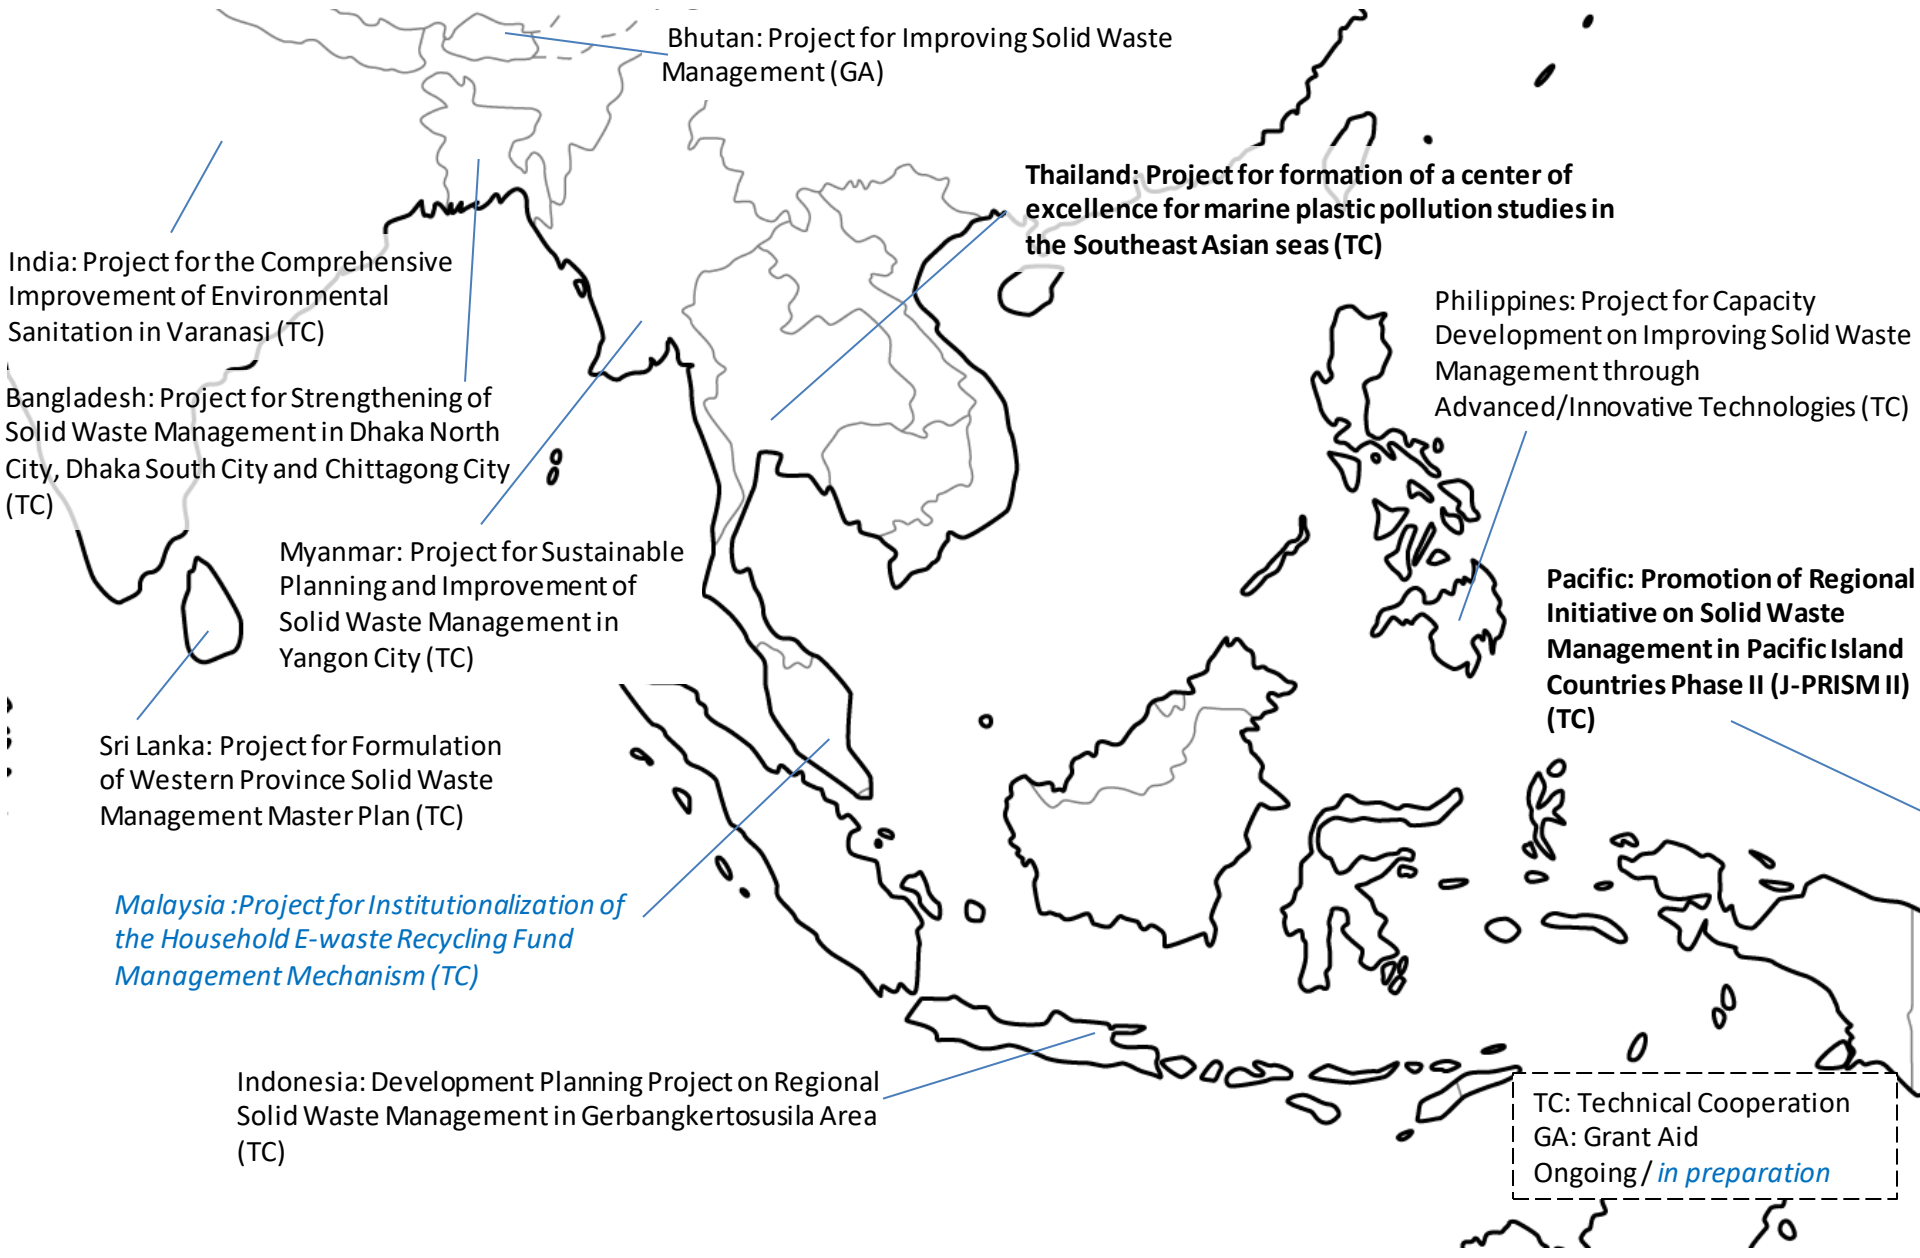 Bhutan: Project for Improving Solid Waste
Management (GA)
Thailand: Project for formation of a center of
excellence for marine plastic pollution studies in
the Southeast Asian seas (TC)
India: Project for the Comprehensive
Improvement of Environmental
Sanitation in Varanasi (TC)
Philippines: Project for Capacity
Development on Improving Solid Waste
Management through
Advanced/Innovative Technologies (TC)
Bangladesh: Project for Strengthening of
Solid Waste Management in Dhaka North
City, Dhaka South City and Chittagong City
(TC)
Myanmar: Project for Sustainable
Planning and Improvement of
Solid Waste Management in
Yangon City (TC)
Pacific: Promotion of Regional
Initiative on Solid Waste
Management in Pacific Island
Countries Phase II (J-PRISM II)
(TC)
Sri Lanka: Project for Formulation
of Western Province Solid Waste
Management Master Plan (TC)
Malaysia :Project for Institutionalization of
the Household E-waste Recycling Fund
Management Mechanism (TC)
Indonesia: Development Planning Project on Regional
Solid Waste Management in Gerbangkertosusila Area
(TC)
TC: Technical Cooperation
GA: Grant Aid
Ongoing / in preparation